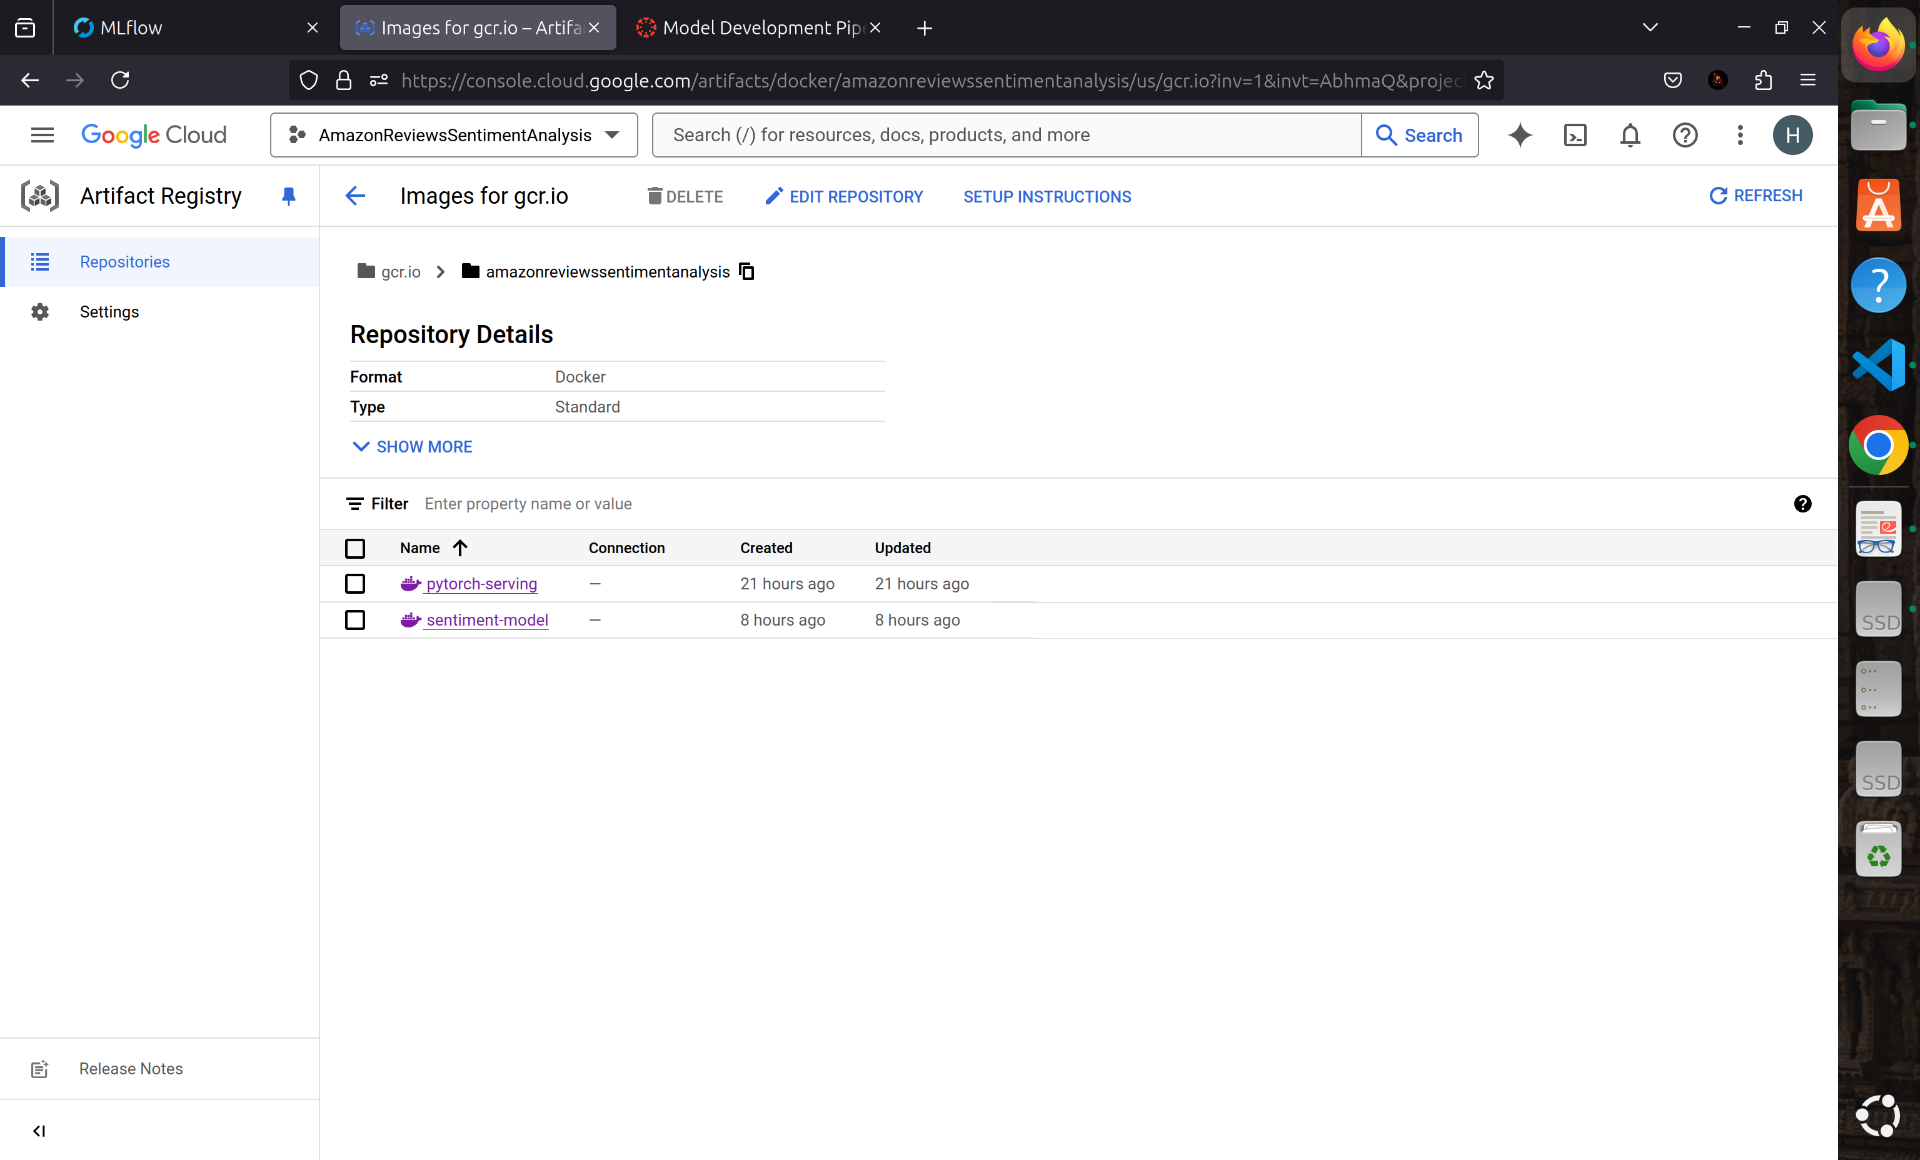 MLflow
Images for gcr.io – Artifa
Model Development Pip
https://console.cloud.google.com/artifacts/docker/amazonreviewssentimentanalysis/us/gcr.io?inv=1&invt=AbhmaQ&projec
Google Cloud
AmazonReviewsSentimentAnalysis
Search (/) for resources, docs, products, and more
Search
H
Artifact Registry
Images for gcr.io
DELETE
EDIT REPOSITORY
SETUP INSTRUCTIONS
REFRESH
Repositories
Settings
gcr.io
amazonreviewssentimentanalysis
Repository Details
Format Docker
Type Standard
SHOW MORE
Filter Enter property name or value
Name Connection Created Updated
pytorch-serving — 21 hours ago 21 hours ago
sentiment-model — 8 hours ago 8 hours ago
Release Notes
SSD
SSD